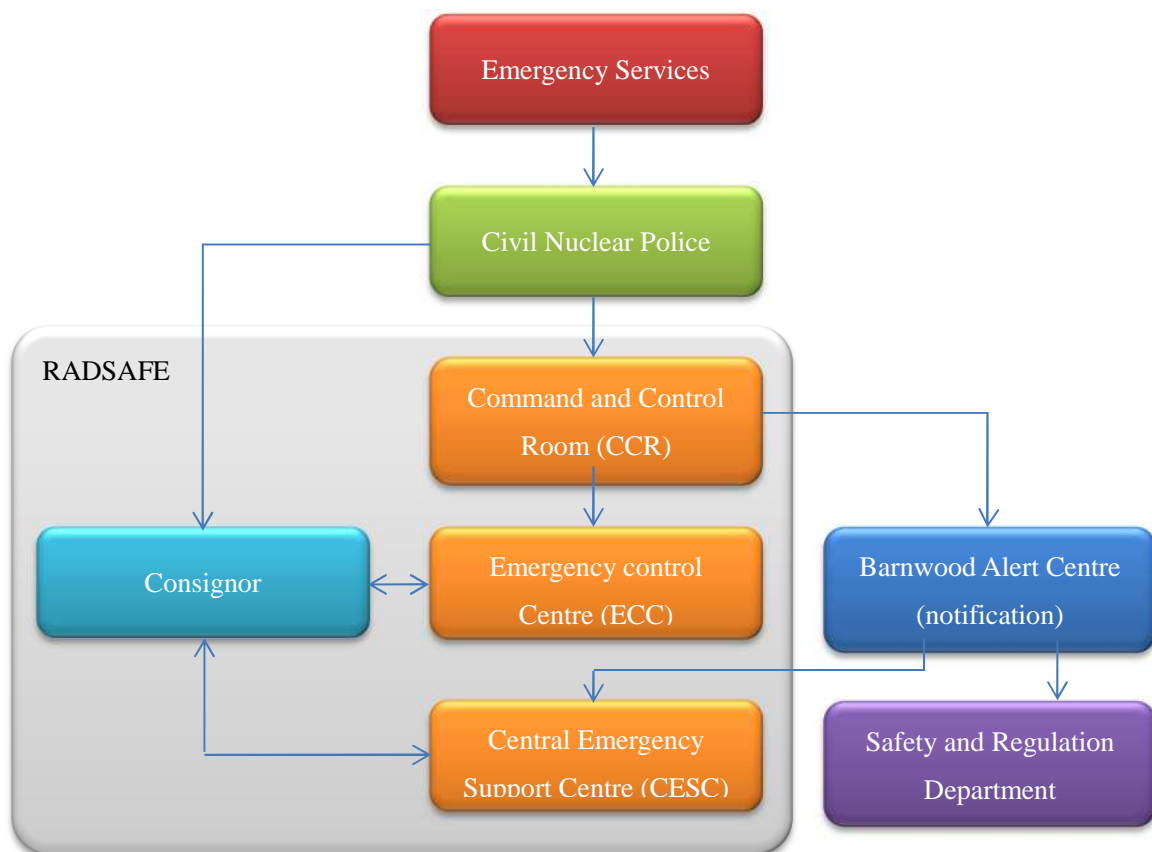 Emergency Services
Civil Nuclear Police
RADSAFE
Command and Control
Room (CCR)
Consignor
Emergency control
Centre (ECC)
Barnwood Alert Centre
(notification)
Central Emergency
Support Centre (CESC)
Safety and Regulation
Department